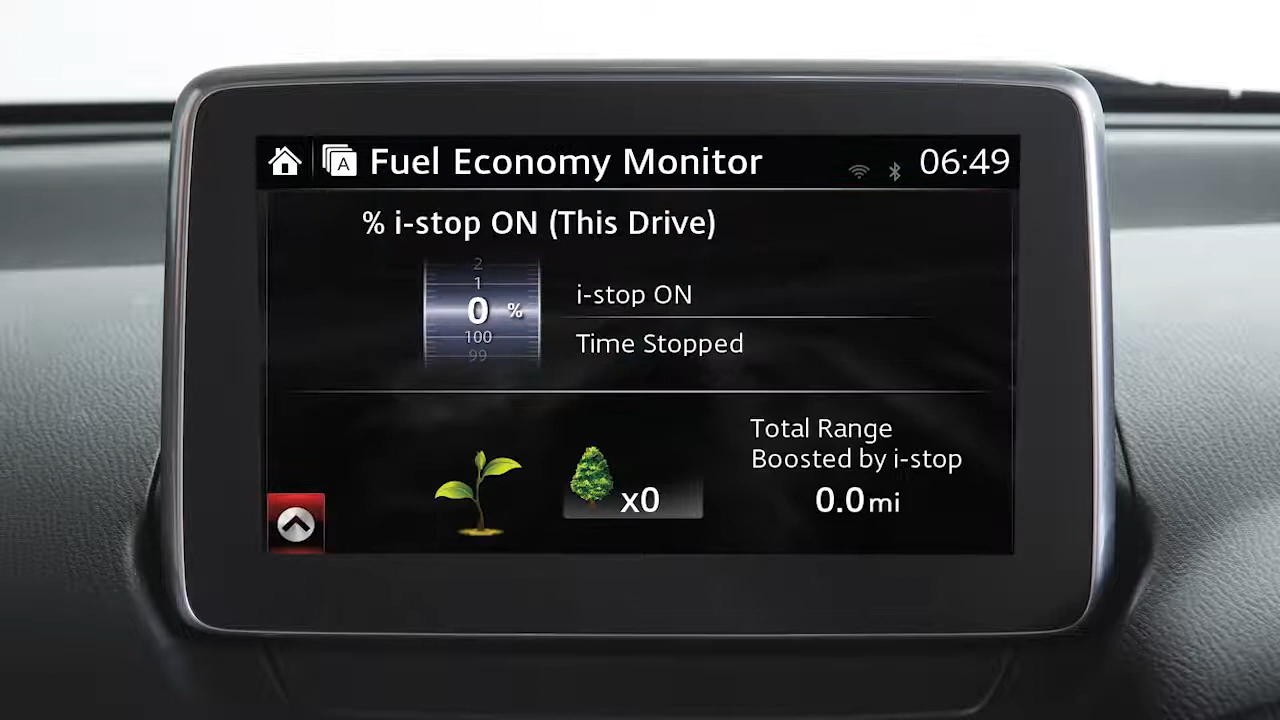 A Fuel Economy Monitor 06:49
% i-stop ON (This Drive)
2
1
0 %
100
99
i-stop ON
Time Stopped
Total Range
Boosted by i-stop
0.0 mi
x0